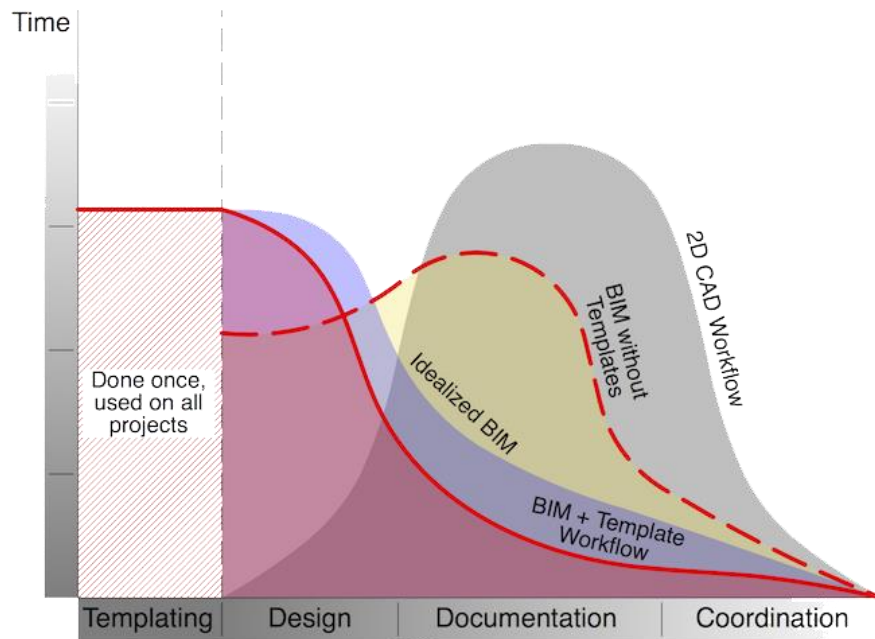 Time
2D CAD Workflow
BIM without
Templates
Idealized BIM
Done once,
used on all
projects
BIM + Template
Workflow
Templating
Design
Documentation
Coordination